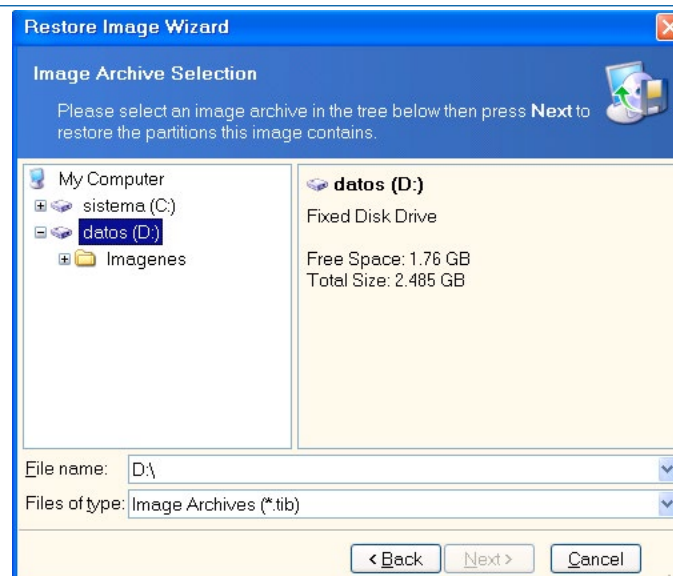 Restore Image Wizard
Image Archive Selection
Please select an image archive in the tree below then press Next to
restore the partitions this image contains.
My Computer
sistema (C:)
datos (D:)
Imagenes
datos (D:)
Fixed Disk Drive
Free Space: 1.76 GB
Total Size: 2.485 GB
File name: D:\
Files of type: Image Archives (*.tib)
< Back Next > Cancel